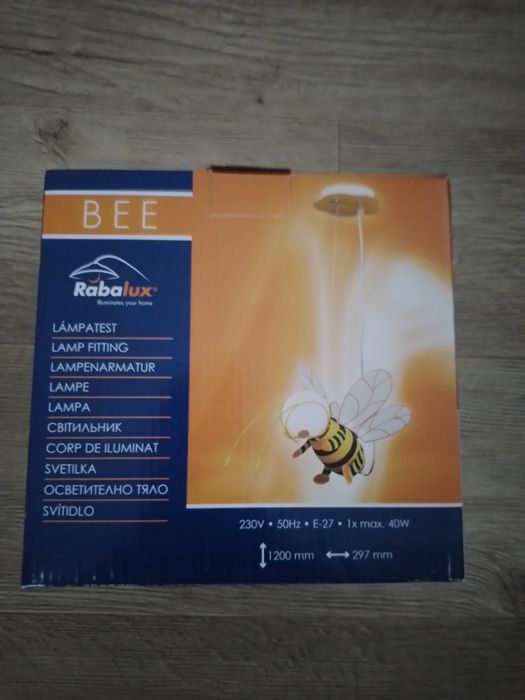 BEE
Rabalux®
Illuminates your home
LÁMPATEST
LAMP FITTING
LAMPENARMATUR
LAMPE
LAMPA
СВІТИЛЬНИК
CORP DE ILUMINAT
SVETILKA
ОСВЕТИТЕЛНО ТЯЛО
SVÍTIDLO
230V • 50Hz • E-27 • 1x max. 40W
1200 mm 297 mm